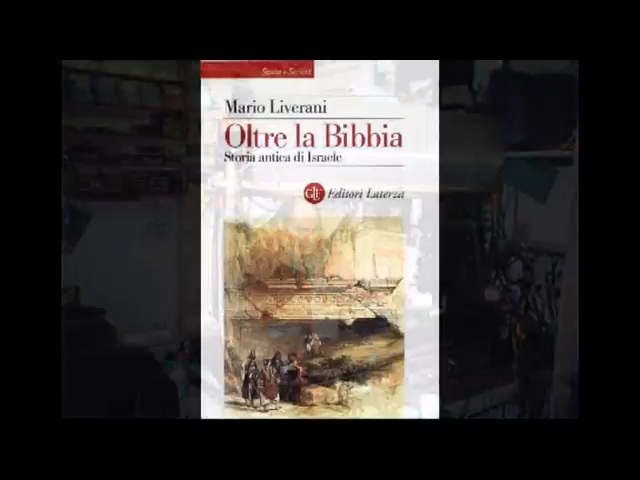 Storia e Società
Mario Liverani
Oltre la Bibbia
Storia antica di Israele
Editori Laterza